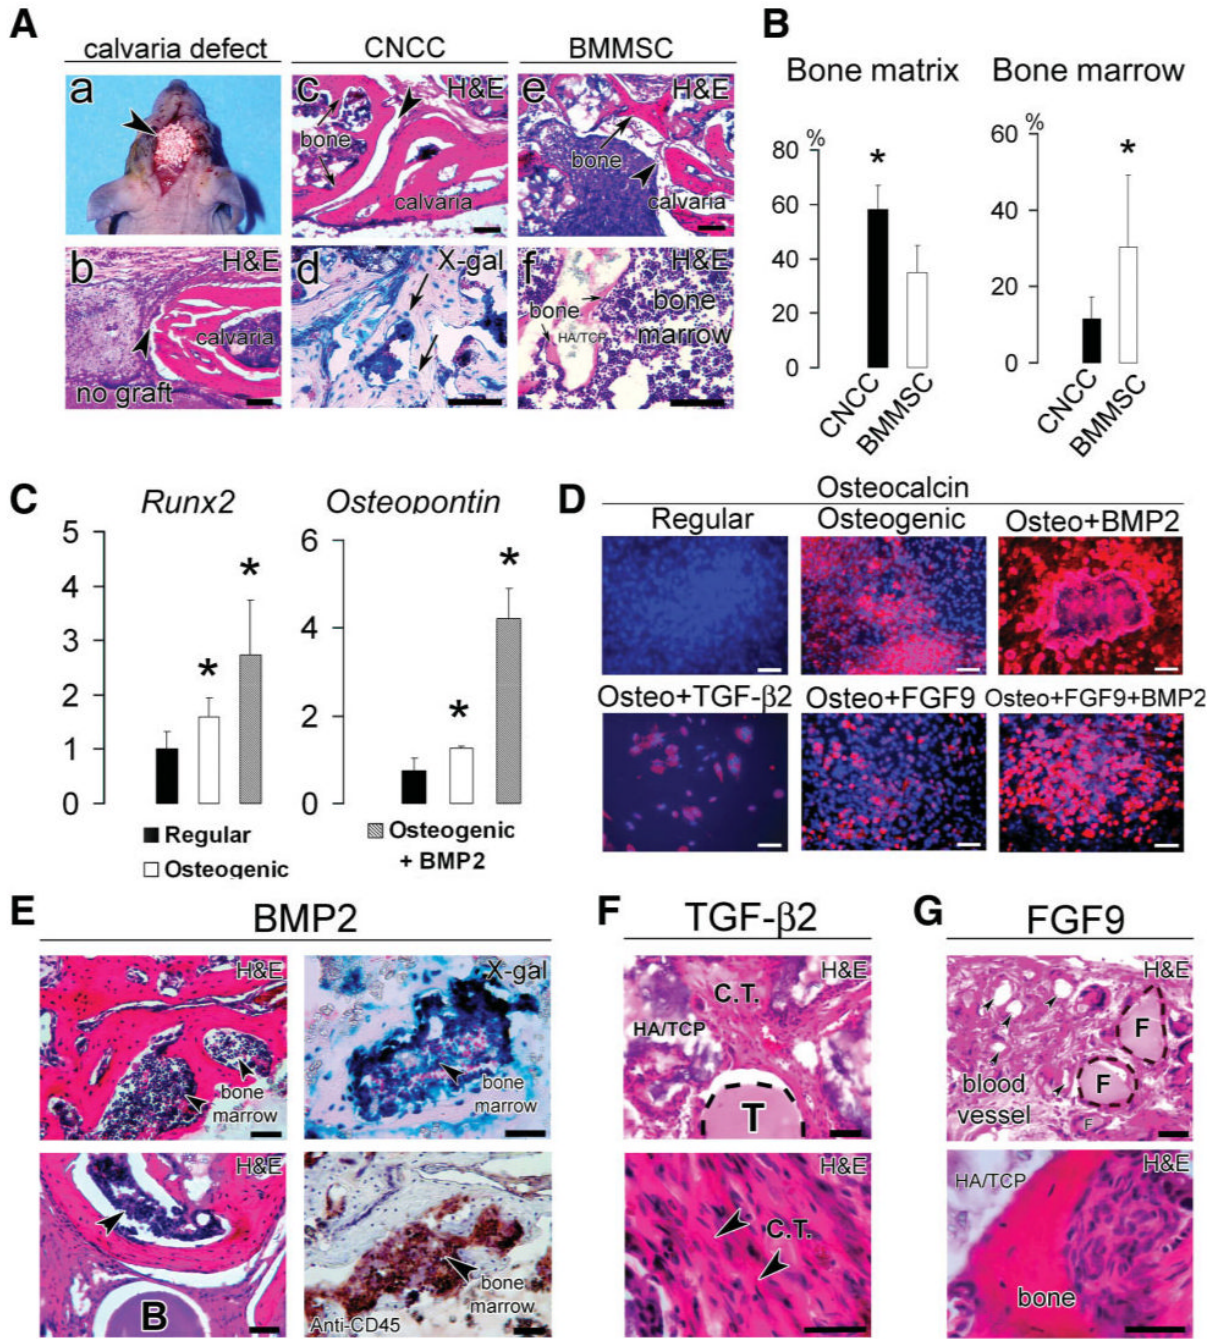 A
calvaria defect
CNCC
BMMSC
a
b
H&E
calvaria
no graft
c
H&E
bone
calvaria
d
X-gal
e
H&E
bone
calvaria
f
H&E
bone
bone
marrow
HA/TCP
B
Bone matrix
%
80
60
40
20
0
*
CNCC
BMMSC
Bone marrow
%
60
40
20
0
*
CNCC
BMMSC
C
Runx2
5
4
3
2
1
0
*
*
Osteopontin
6
4
2
0
*
*
Regular
Osteogenic
Osteogenic
+ BMP2
D
Osteocalcin
Regular
Osteogenic
Osteo+BMP2
Osteo+TGF-β2
Osteo+FGF9
Osteo+FGF9+BMP2
E
BMP2
H&E
bone
marrow
X-gal
bone
marrow
H&E
B
bone
marrow
Anti-CD45
F
TGF-β2
H&E
C.T.
HA/TCP
T
H&E
C.T.
G
FGF9
H&E
F
F
blood
vessel
F
H&E
HA/TCP
bone